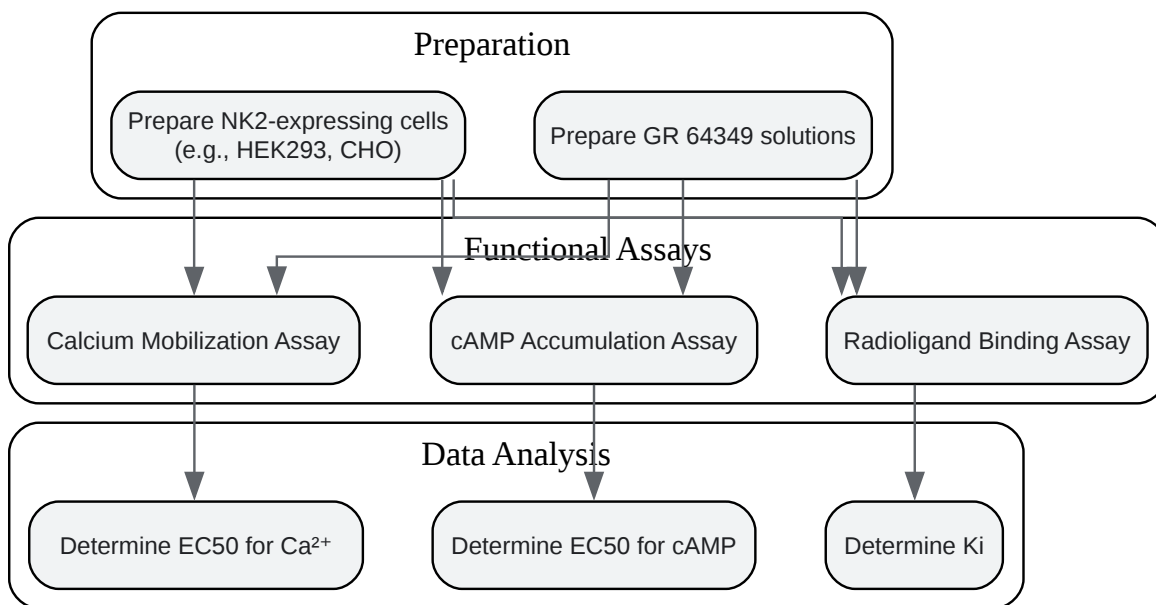 Preparation
Prepare NK2-expressing cells
(e.g., HEK293, CHO)
Prepare GR 64349 solutions
Functional Assays
Calcium Mobilization Assay
cAMP Accumulation Assay
Radioligand Binding Assay
Data Analysis
Determine EC50 for Ca²⁺
Determine EC50 for cAMP
Determine Ki